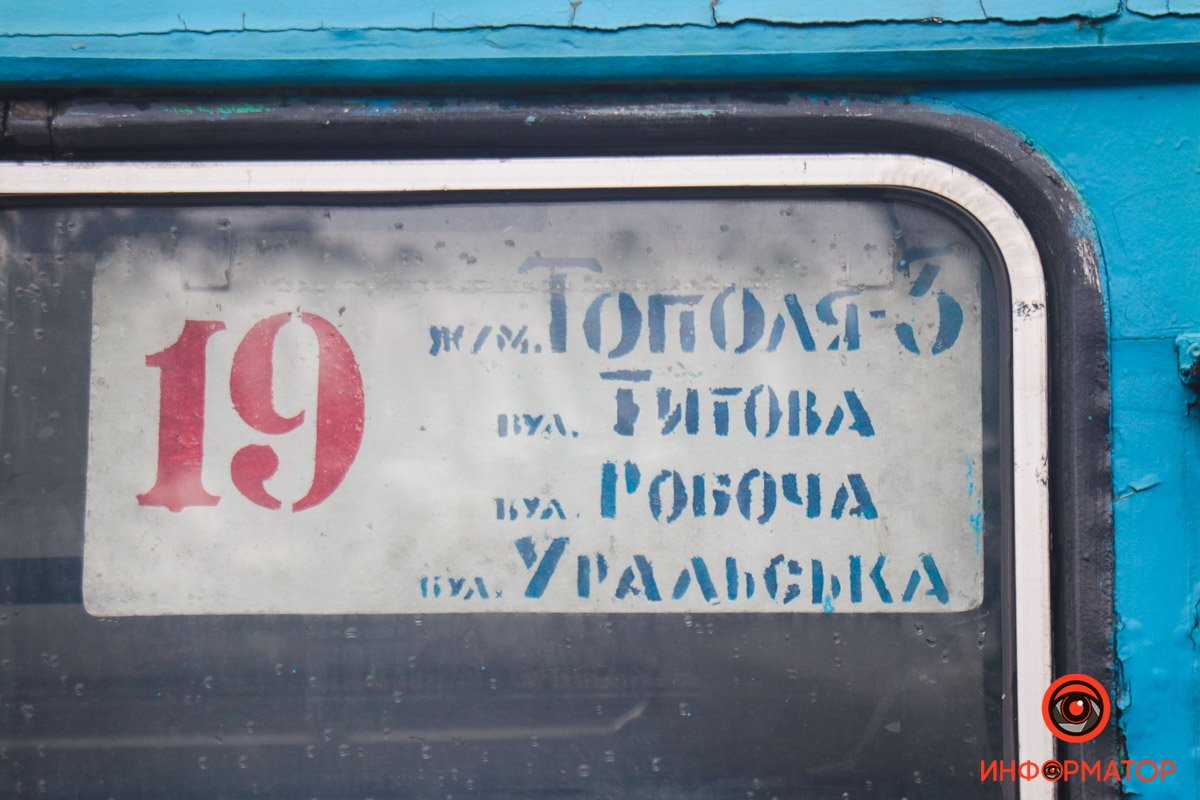 19
ж/м. Тополя-3
вул. Титова
вул. Робоча
вул. Уральська
ИНФОРМАТОР